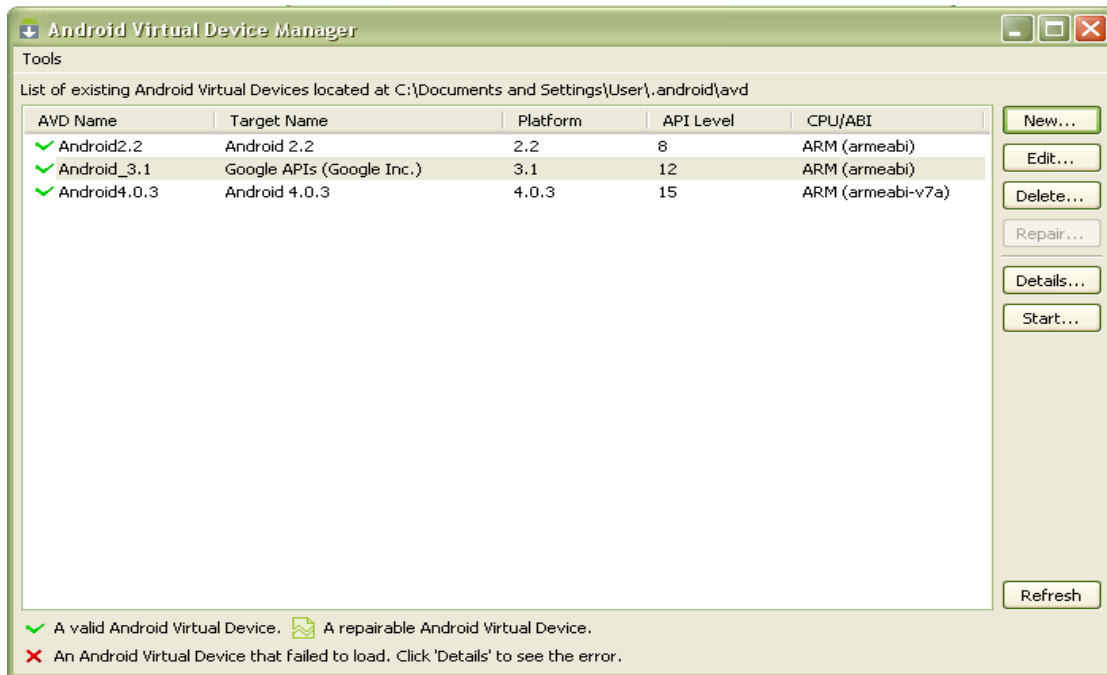 Android Virtual Device Manager
Tools
List of existing Android Virtual Devices located at C:\Documents and Settings\User\.android\avd
AVD Name Target Name Platform API Level CPU/ABI
Android2.2 Android 2.2 2.2 8 ARM (armeabi)
Android_3.1 Google APIs (Google Inc.) 3.1 12 ARM (armeabi)
Android4.0.3 Android 4.0.3 4.0.3 15 ARM (armeabi-v7a)
New...
Edit...
Delete...
Repair...
Details...
Start...
Refresh
A valid Android Virtual Device. A repairable Android Virtual Device.
An Android Virtual Device that failed to load. Click 'Details' to see the error.